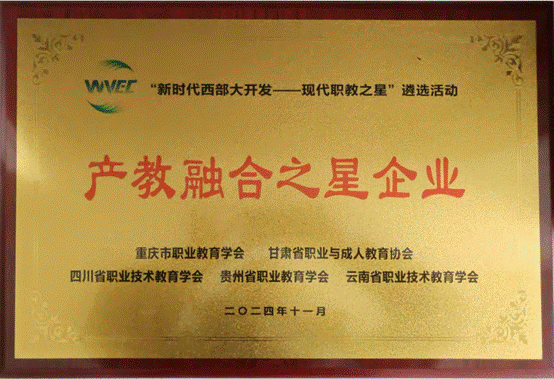 WVEC
“新时代西部大开发——现代职教之星”遴选活动
产教融合之星企业
重庆市职业教育学会 甘肃省职业与成人教育协会
四川省职业技术教育学会 贵州省职业教育学会 云南省职业技术教育学会
二〇二四年十一月